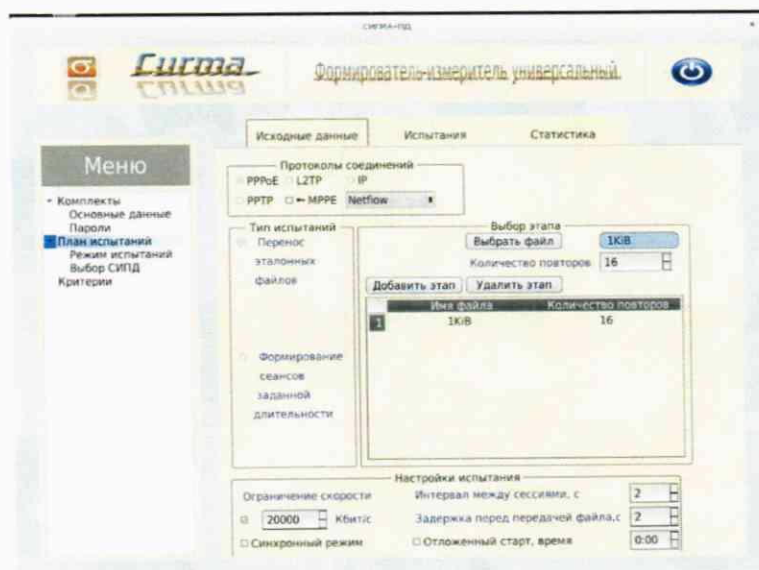 СИГМА-ПД
Сигма
Формирователь-измеритель универсальный.
Исходные данные
Испытания
Статистика
Меню
Комплекты
Основные данные
Пароли
План испытаний
Режим испытаний
Выбор СИПД
Критерии
Протоколы соединений
PPPoE L2TP IP
PPTP MPPE Netflow
Тип испытаний
Перенос
эталонных
файлов
Формирование
сеансов
заданной
длительности
Выбор этапа
Выбрать файл 1KiB
Количество повторов 16
Добавить этап Удалить этап
Имя файла Количество повторов
1 1KiB 16
Настройки испытания
Ограничение скорости Интервал между сессиями, с 2
20000 Кбит/с Задержка перед передачей файла,с 2
Синхронный режим Отложенный старт, время 0:00